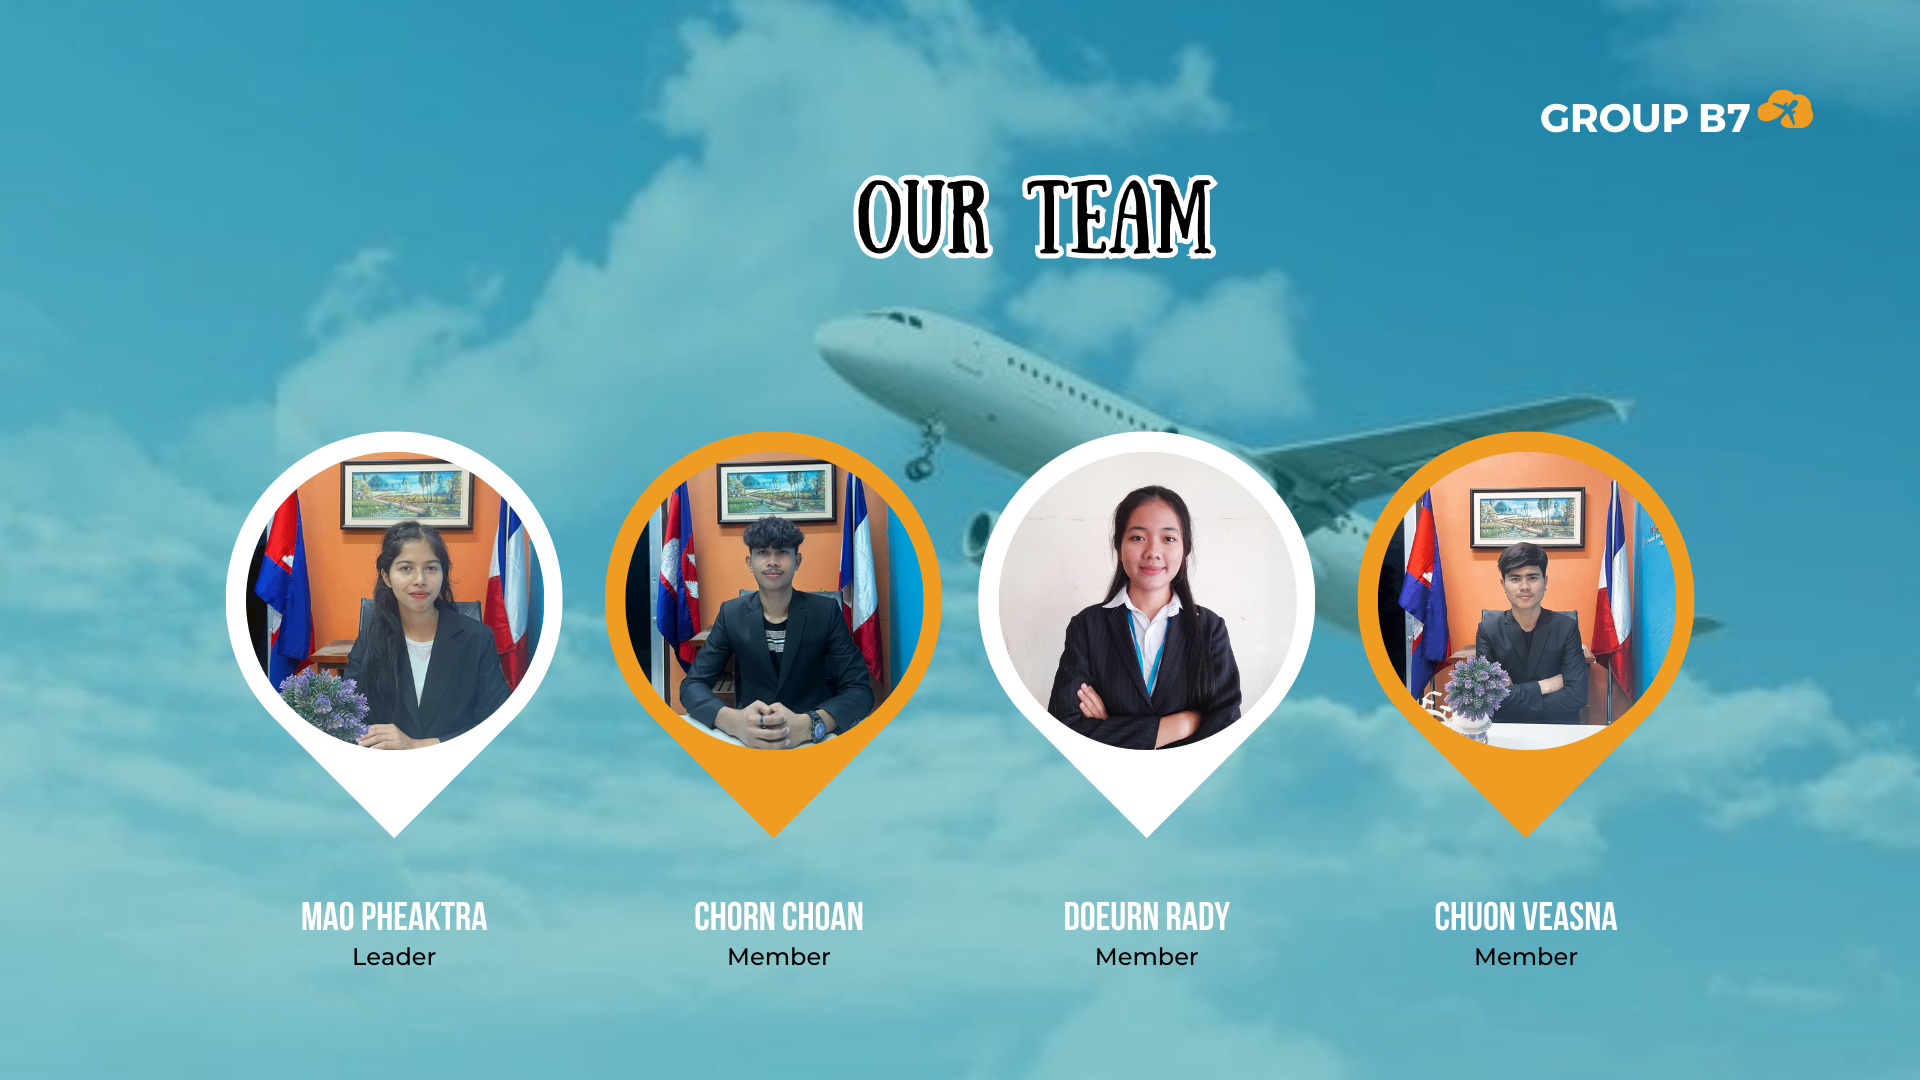 GROUP B7
OUR TEAM
MAO PHEAKTRA
Leader
CHORN CHOAN
Member
DOEURN RADY
Member
CHUON VEASNA
Member